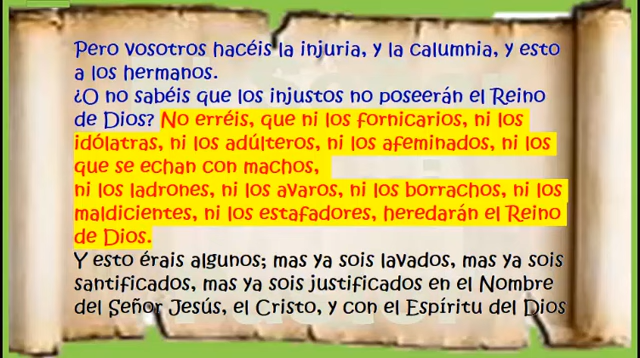 Pero vosotros hacéis la injuria, y la calumnia, y esto
a los hermanos.
¿O no sabéis que los injustos no poseerán el Reino
de Dios? No erréis, que ni los fornicarios, ni los
idólatras, ni los adúlteros, ni los afeminados, ni los
que se echan con machos,
ni los ladrones, ni los avaros, ni los borrachos, ni los
maldicientes, ni los estafadores, heredarán el Reino
de Dios.
Y esto érais algunos; mas ya sois lavados, mas ya sois
santificados, mas ya sois justificados en el Nombre
del Señor Jesús, el Cristo, y con el Espíritu del Dios